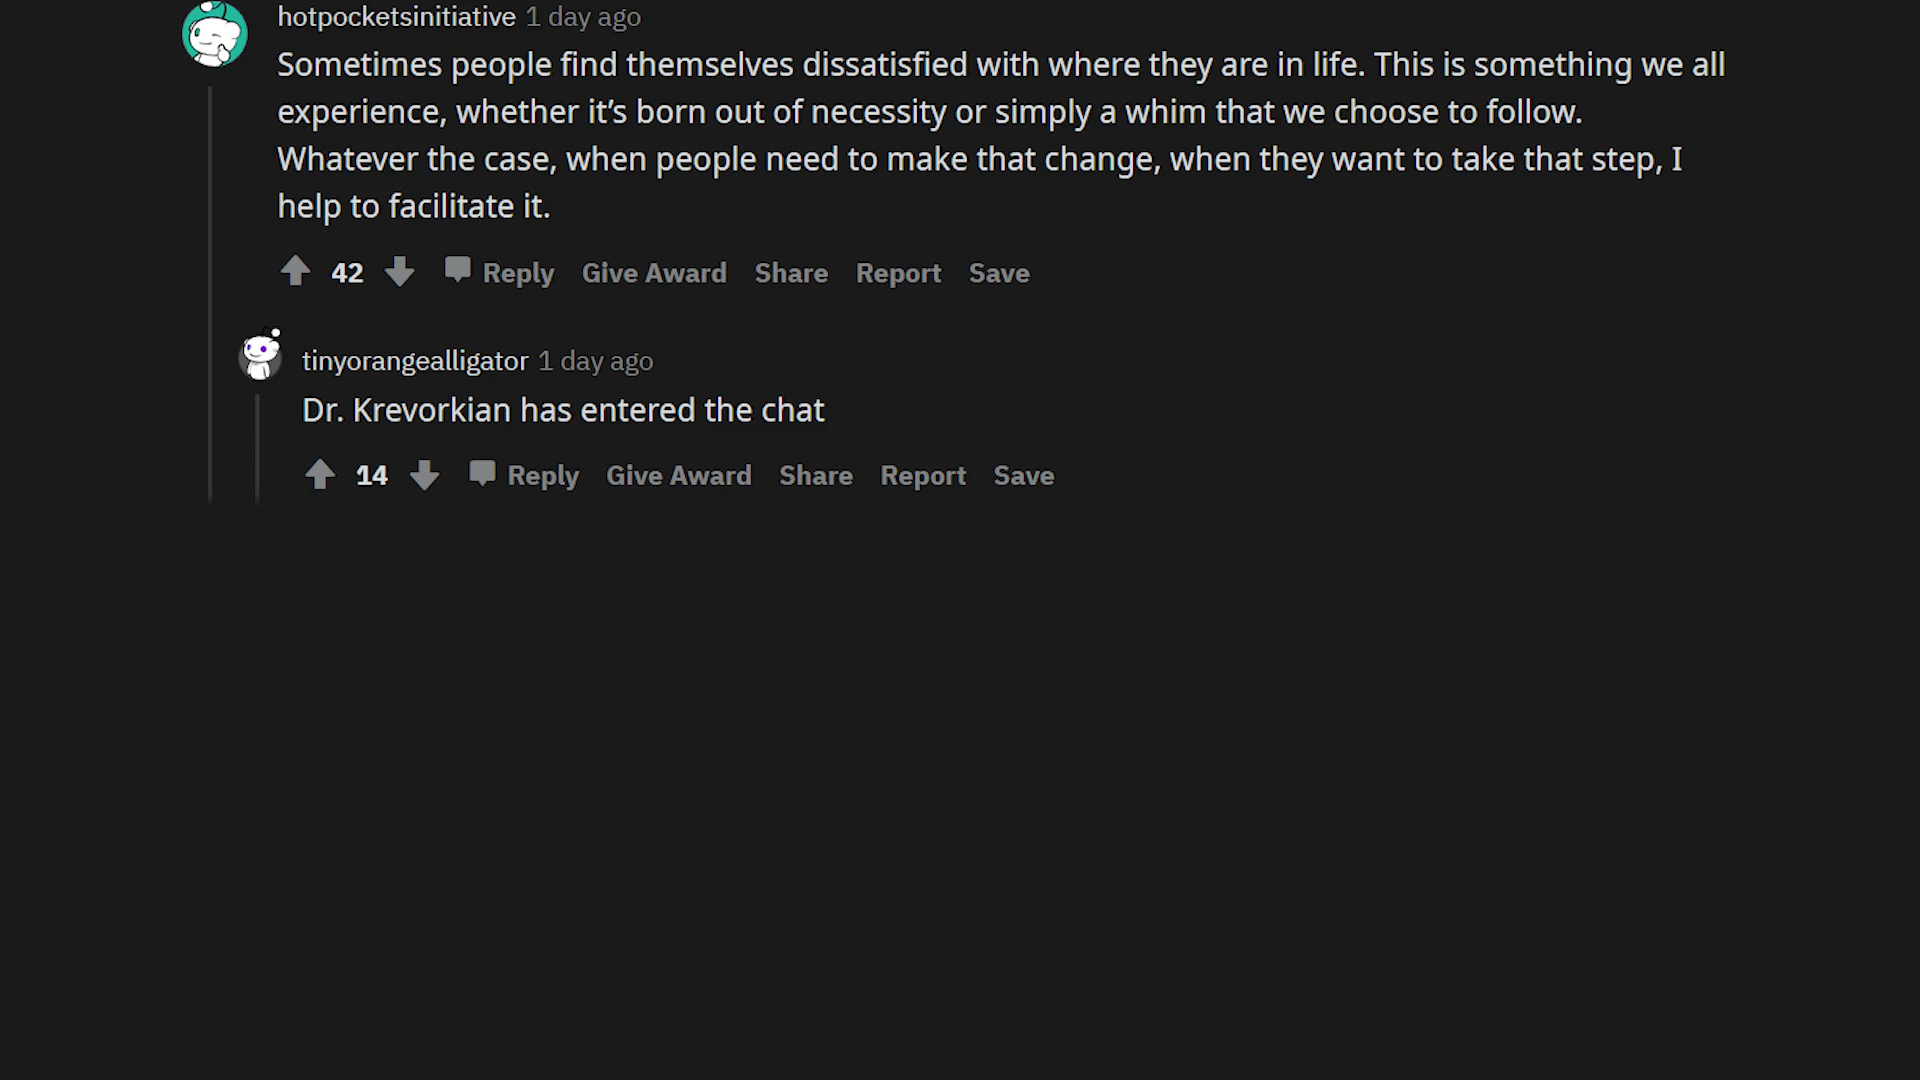 hotpocketsinitiative 1 day ago
Sometimes people find themselves dissatisfied with where they are in life. This is something we all
experience, whether it’s born out of necessity or simply a whim that we choose to follow.
Whatever the case, when people need to make that change, when they want to take that step, I
help to facilitate it.
42 Reply Give Award Share Report Save
tinyorangealligator 1 day ago
Dr. Krevorkian has entered the chat
14 Reply Give Award Share Report Save